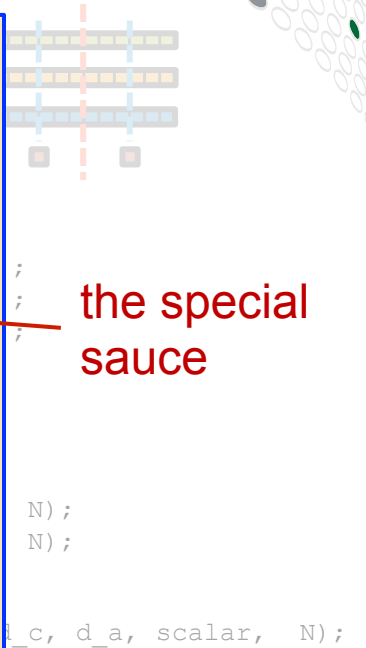 ;
;
;
the special
sauce
N);
N);
d_c, d_a, scalar, N);